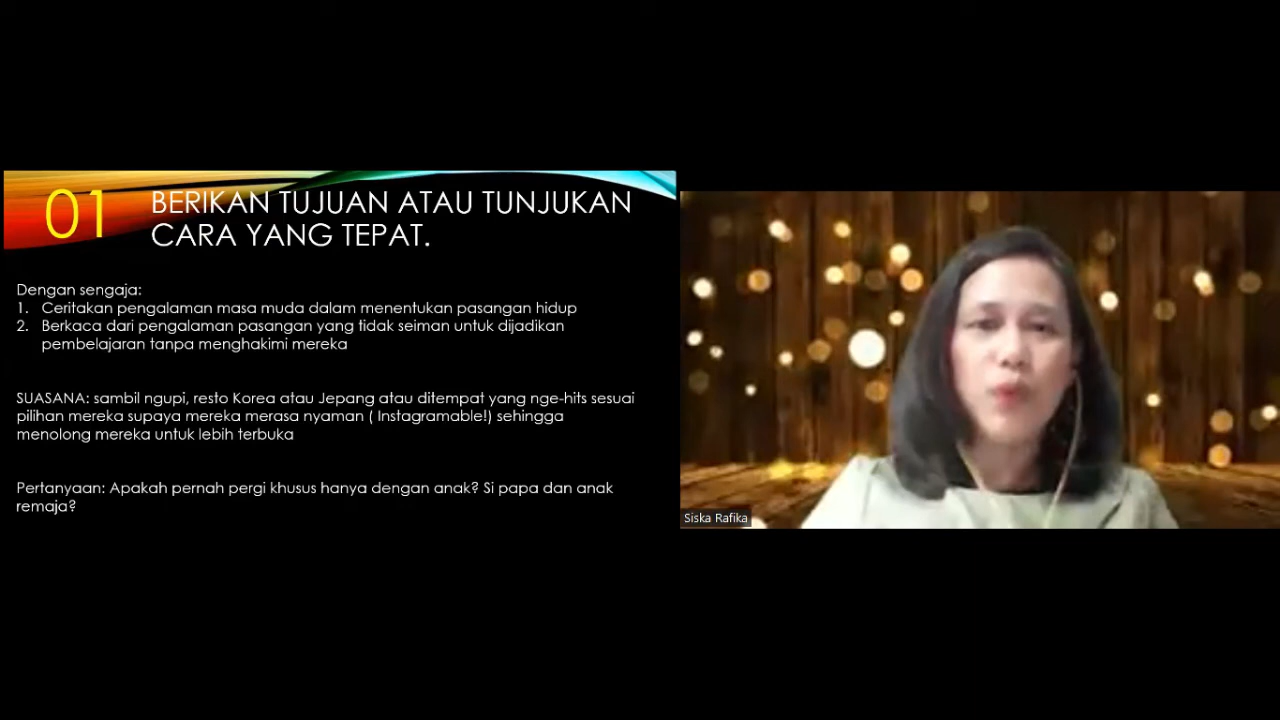 01
BERIKAN TUJUAN ATAU TUNJUKAN
CARA YANG TEPAT.
Dengan sengaja:
1. Ceritakan pengalaman masa muda dalam menentukan pasangan hidup
2. Berkaca dari pengalaman pasangan yang tidak seiman untuk dijadikan
pembelajaran tanpa menghakimi mereka
SUASANA: sambil ngupi, resto Korea atau Jepang atau ditempat yang nge-hits sesuai
pilihan mereka supaya mereka merasa nyaman ( Instagramable!) sehingga
menolong mereka untuk lebih terbuka
Pertanyaan: Apakah pernah pergi khusus hanya dengan anak? Si papa dan anak
remaja?
Siska Rafika